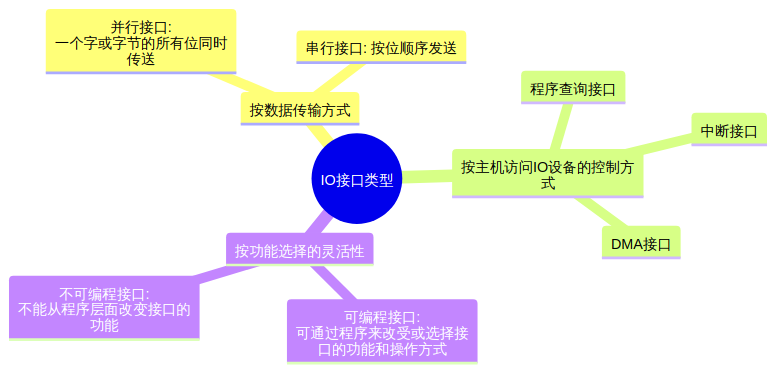 并行接口:
一个字或字节的所有位同时
传送
串行接口: 按位顺序发送
按数据传输方式
程序查询接口
中断接口
按主机访问IO设备的控制方
式
DMA接口
IO接口类型
按功能选择的灵活性
不可编程接口:
不能从程序层面改变接口的
功能
可编程接口:
可通过程序来改受或选择接
口的功能和操作方式